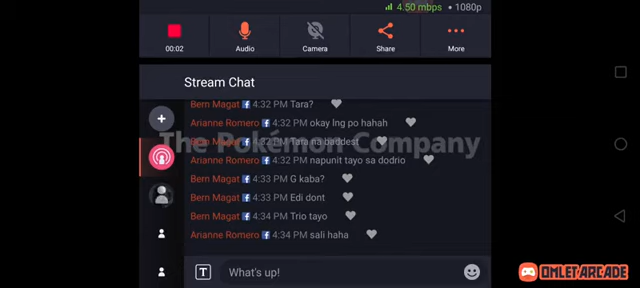 4.50 mbps • 1080p
00:02 Audio Camera Share More
Stream Chat
Bern Magat 4:32 PM Tara?
Arianne Romero 4:32 PM okay lng po hahah
The Pokémon Company
Bern Magat 4:32 PM Tara na baddest
Arianne Romero 4:32 PM napunit tayo sa dodrio
Bern Magat 4:33 PM G kaba?
Bern Magat 4:33 PM Edi dont
Bern Magat 4:34 PM Trio tayo
Arianne Romero 4:34 PM sali haha
T What's up!
OMLET ARCADE